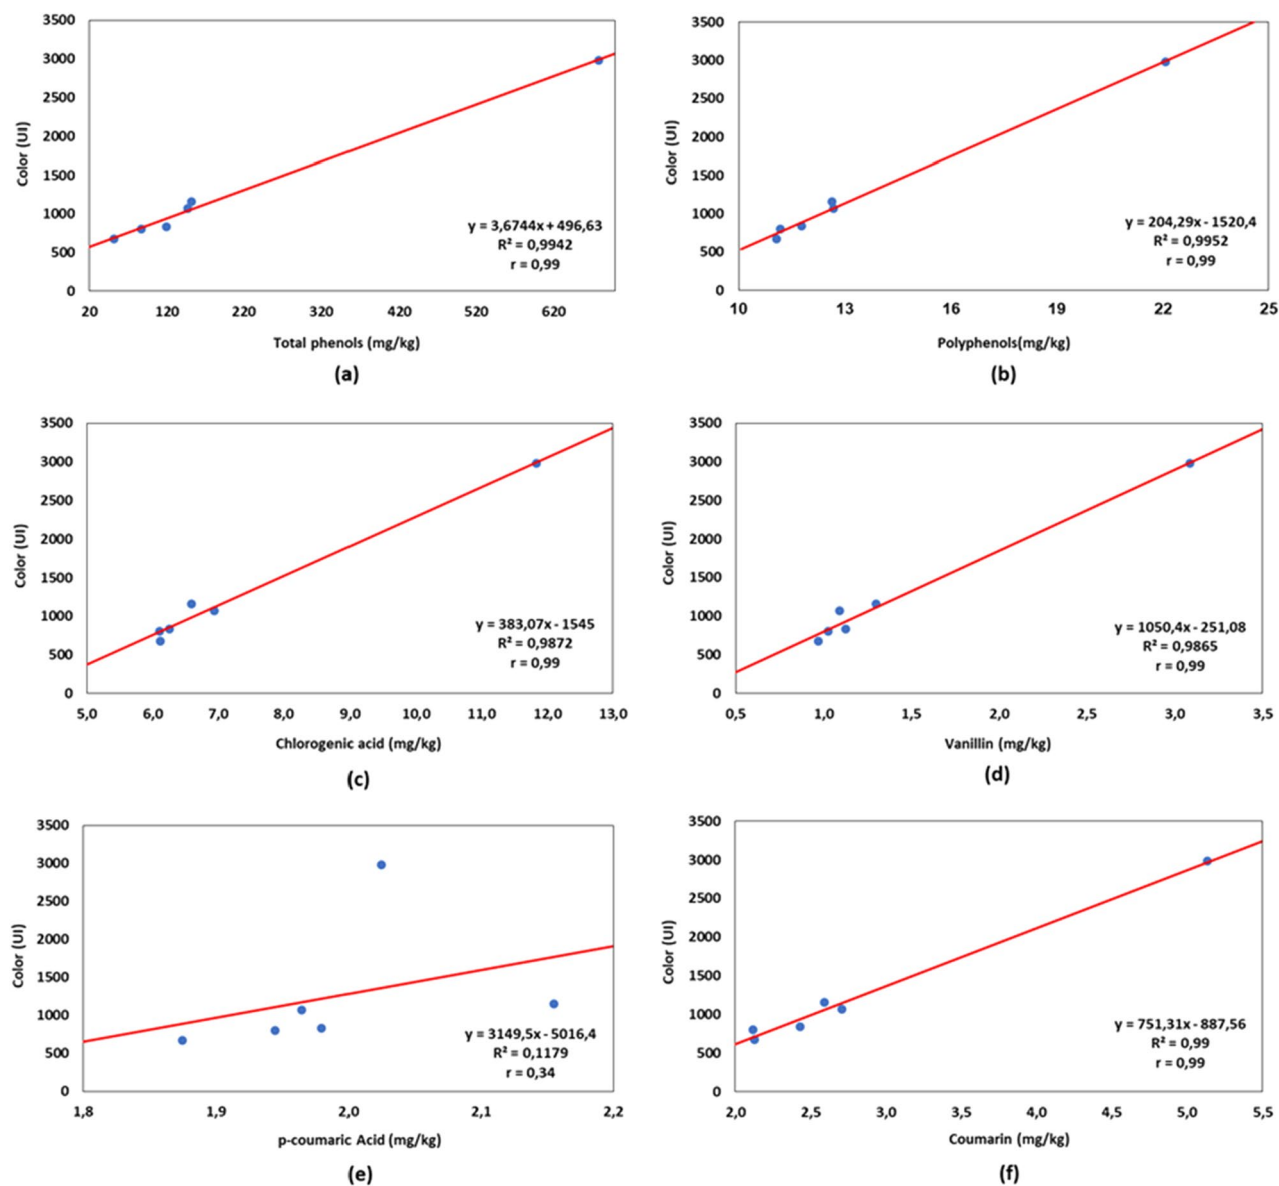 3500
3000
2500
2000
1500
1000
500
0
Color (UI)
20 120 220 320 420 520 620
Total phenols (mg/kg)
y = 3,6744x + 496,63
R² = 0,9942
r = 0,99
(a)
3500
3000
2500
2000
1500
1000
500
0
Color (UI)
10 13 16 19 22 25
Polyphenols(mg/kg)
y = 204,29x - 1520,4
R² = 0,9952
r = 0,99
(b)
3500
3000
2500
2000
1500
1000
500
0
Color (UI)
5,0 6,0 7,0 8,0 9,0 10,0 11,0 12,0 13,0
Chlorogenic acid (mg/kg)
y = 383,07x - 1545
R² = 0,9872
r = 0,99
(c)
3500
3000
2500
2000
1500
1000
500
0
Color (UI)
0,5 1,0 1,5 2,0 2,5 3,0 3,5
Vanillin (mg/kg)
y = 1050,4x - 251,08
R² = 0,9865
r = 0,99
(d)
3500
3000
2500
2000
1500
1000
500
0
Color (UI)
1,8 1,9 2,0 2,1 2,2
p-coumaric Acid (mg/kg)
y = 3149,5x - 5016,4
R² = 0,1179
r = 0,34
(e)
3500
3000
2500
2000
1500
1000
500
0
Color (UI)
2,0 2,5 3,0 3,5 4,0 4,5 5,0 5,5
Coumarin (mg/kg)
y = 751,31x - 887,56
R² = 0,99
r = 0,99
(f)